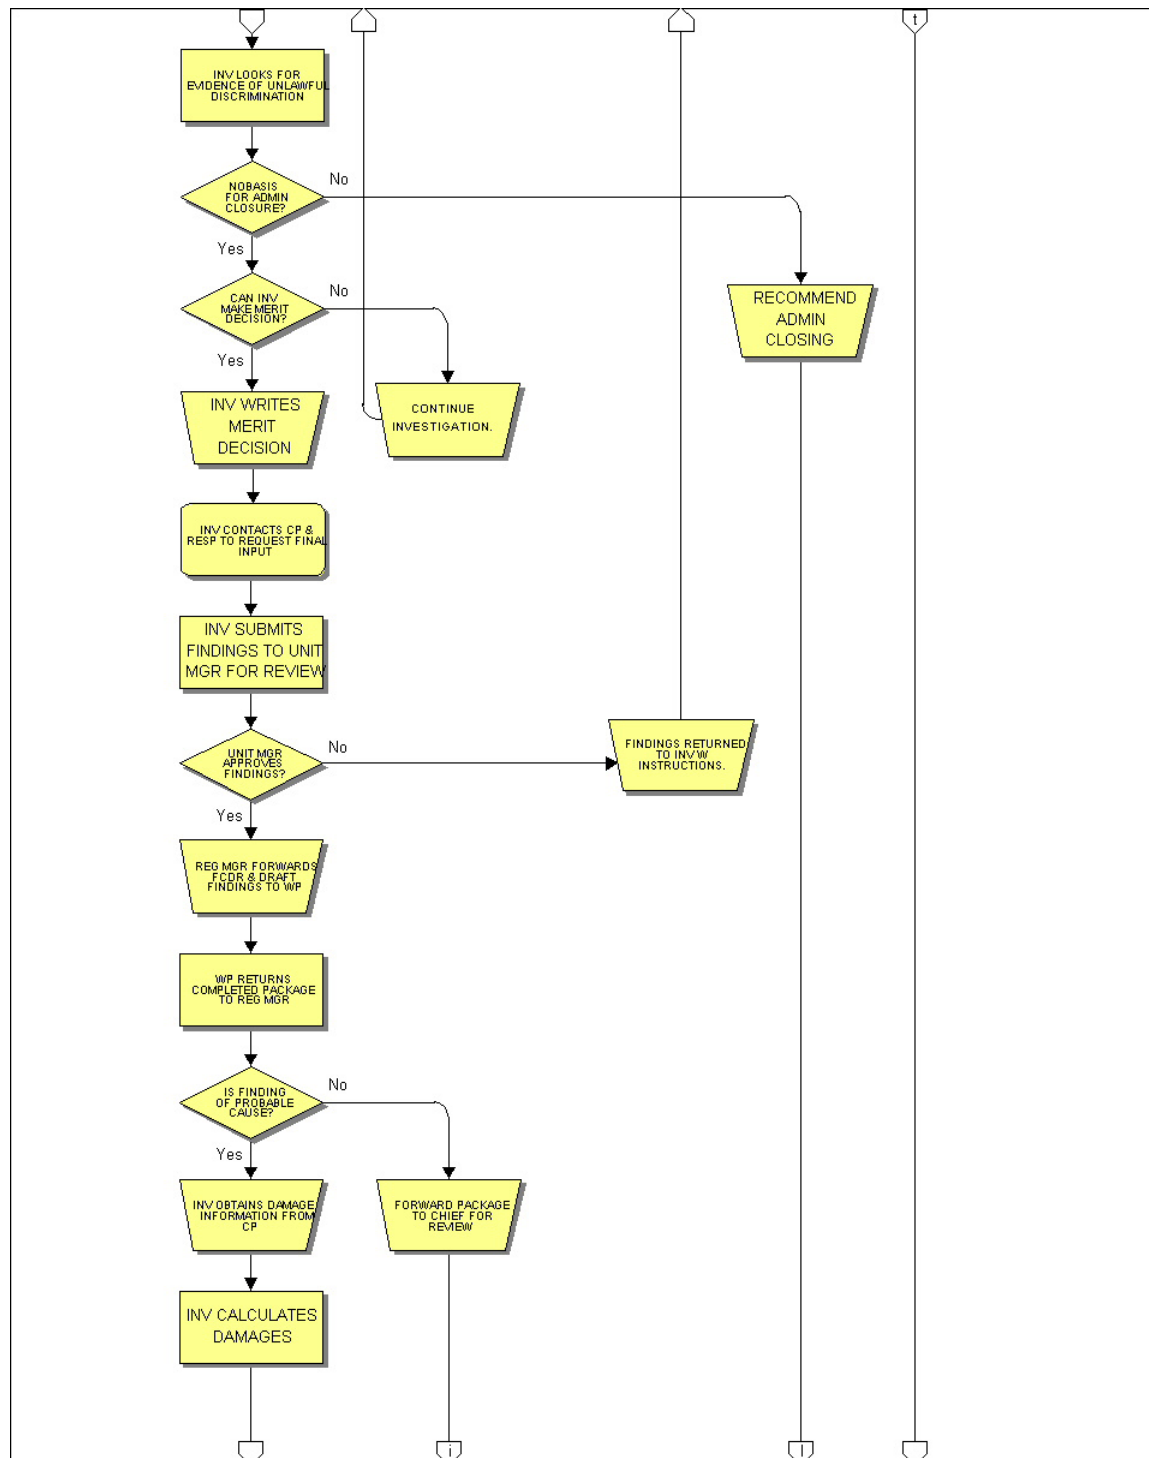 t
INV LOOKS FOR
EVIDENCE OF UNLAWFUL
DISCRIMINATION
NOBASIS
FOR ADMIN
CLOSURE?
No
Yes
CAN INV
MAKE MERIT
DECISION?
No
RECOMMEND
ADMIN
CLOSING
Yes
INV WRITES
MERIT
DECISION
CONTINUE
INVESTIGATION.
INV CONTACTS CP &
RESP TO REQUEST FINAL
INPUT
INV SUBMITS
FINDINGS TO UNIT
MGR FOR REVIEW
UNIT MGR
APPROVES
FINDINGS?
No
FINDINGS RETURNED
TO INV W
INSTRUCTIONS.
Yes
REG MGR FORWARDS
FCDR & DRAFT
FINDINGS TO WP
WP RETURNS
COMPLETED PACKAGE
TO REG MGR
IS FINDING
OF PROBABLE
CAUSE?
No
Yes
INV OBTAINS DAMAGE
INFORMATION FROM
CP
FORWARD PACKAGE
TO CHIEF FOR
REVIEW
INV CALCULATES
DAMAGES